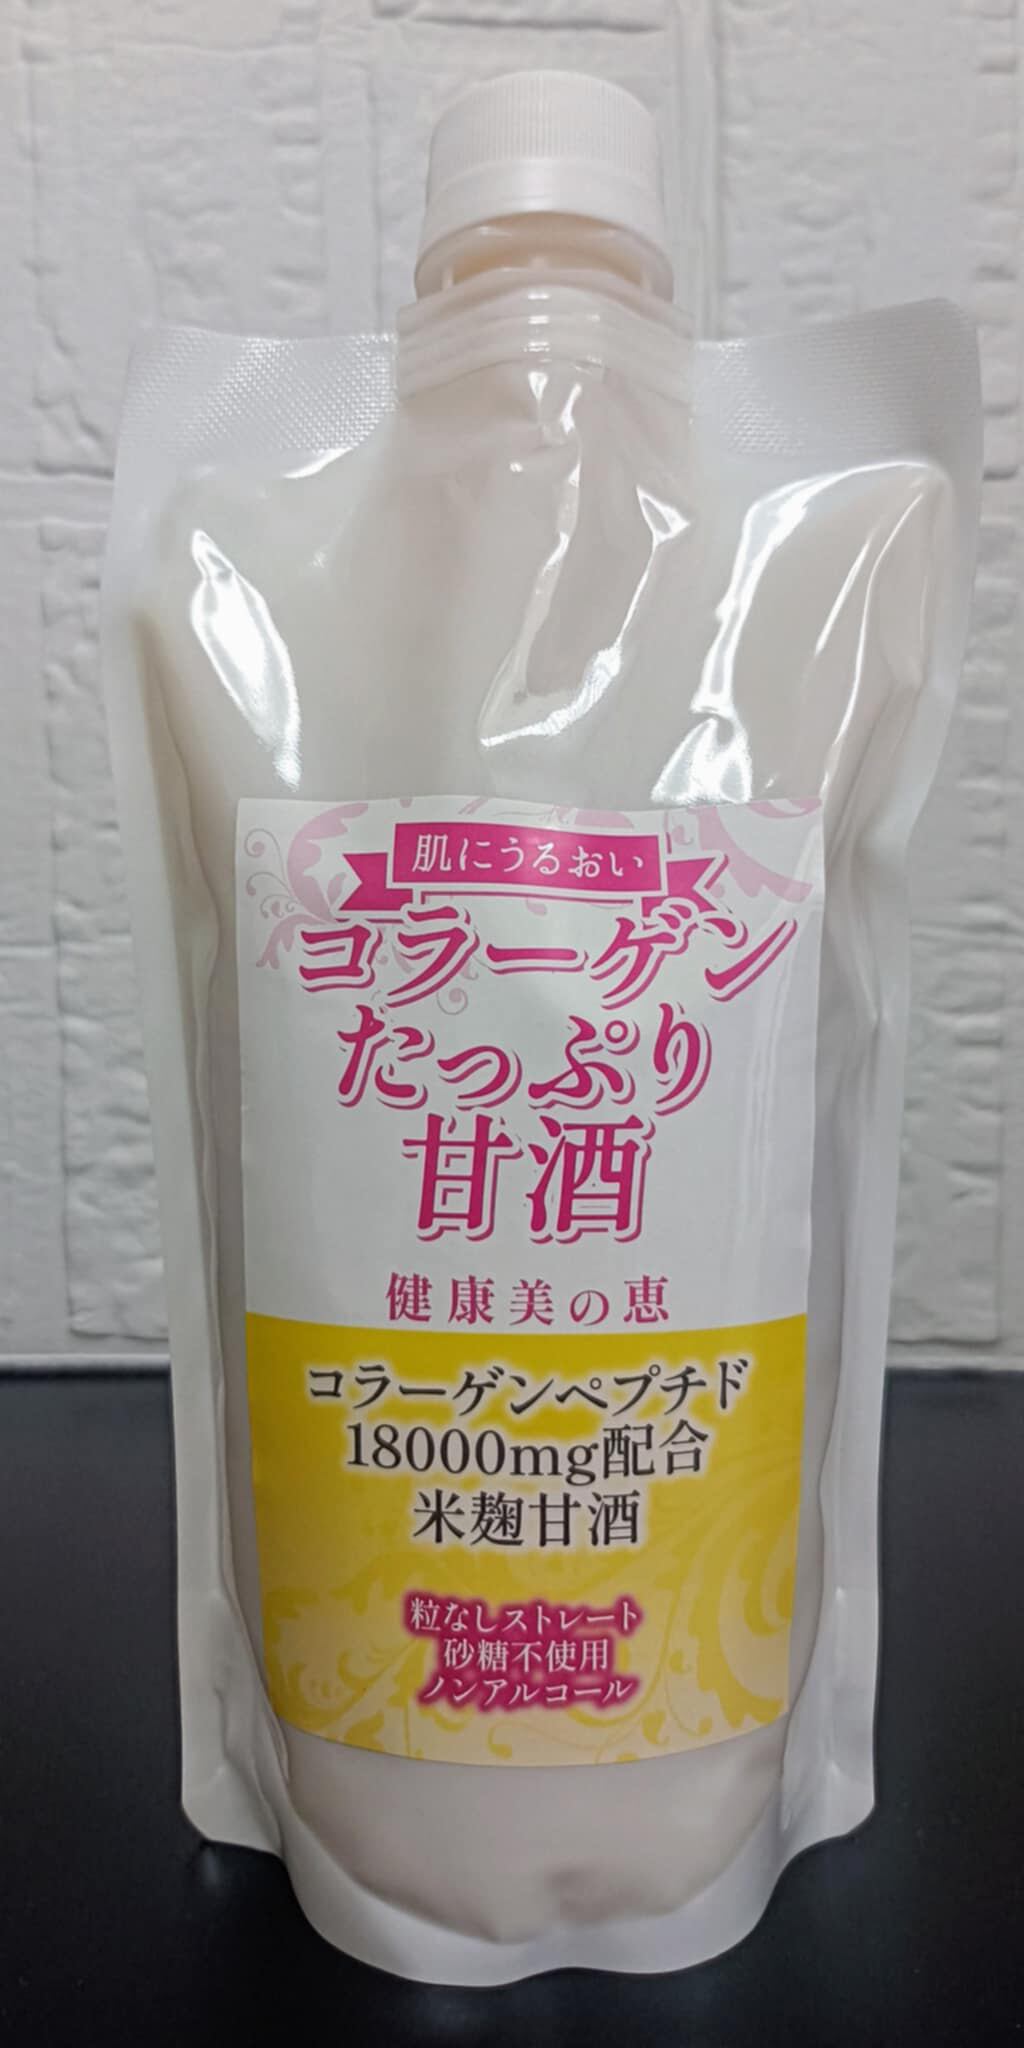 肌にうるおい
コラーゲン
たっぷり
甘酒
健康美の恵
コラーゲンペプチド
18000mg配合
米麹甘酒
粒なしストレート
砂糖不使用
ノンアルコール